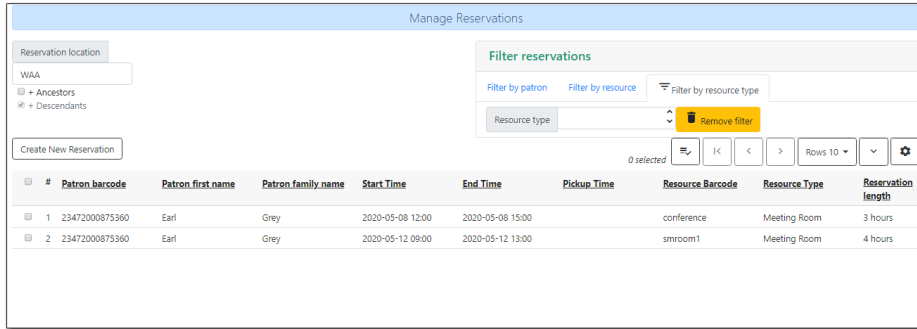 Manage Reservations
Reservation location
WAA
+ Ancestors
+ Descendants
Filter reservations
Filter by patron Filter by resource Filter by resource type
Resource type Remove filter
Create New Reservation
0 selected Rows 10
# Patron barcode Patron first name Patron family name Start Time End Time Pickup Time Resource Barcode Resource Type Reservation length
1 23472000875360 Earl Grey 2020-05-08 12:00 2020-05-08 15:00 conference Meeting Room 3 hours
2 23472000875360 Earl Grey 2020-05-12 09:00 2020-05-12 13:00 smroom1 Meeting Room 4 hours